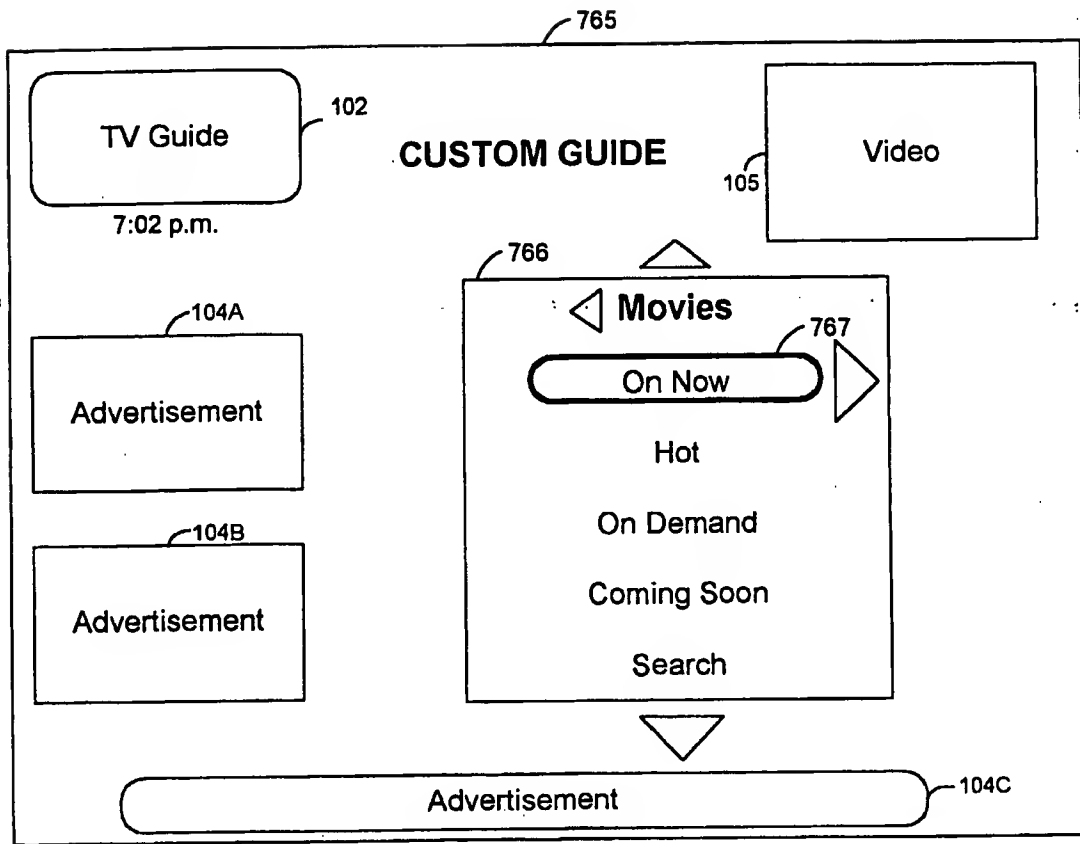 765
TV Guide
102
7:02 p.m.
CUSTOM GUIDE
105
Video
104A
Advertisement
104B
Advertisement
766
Movies
767
On Now
Hot
On Demand
Coming Soon
Search
Advertisement
104C